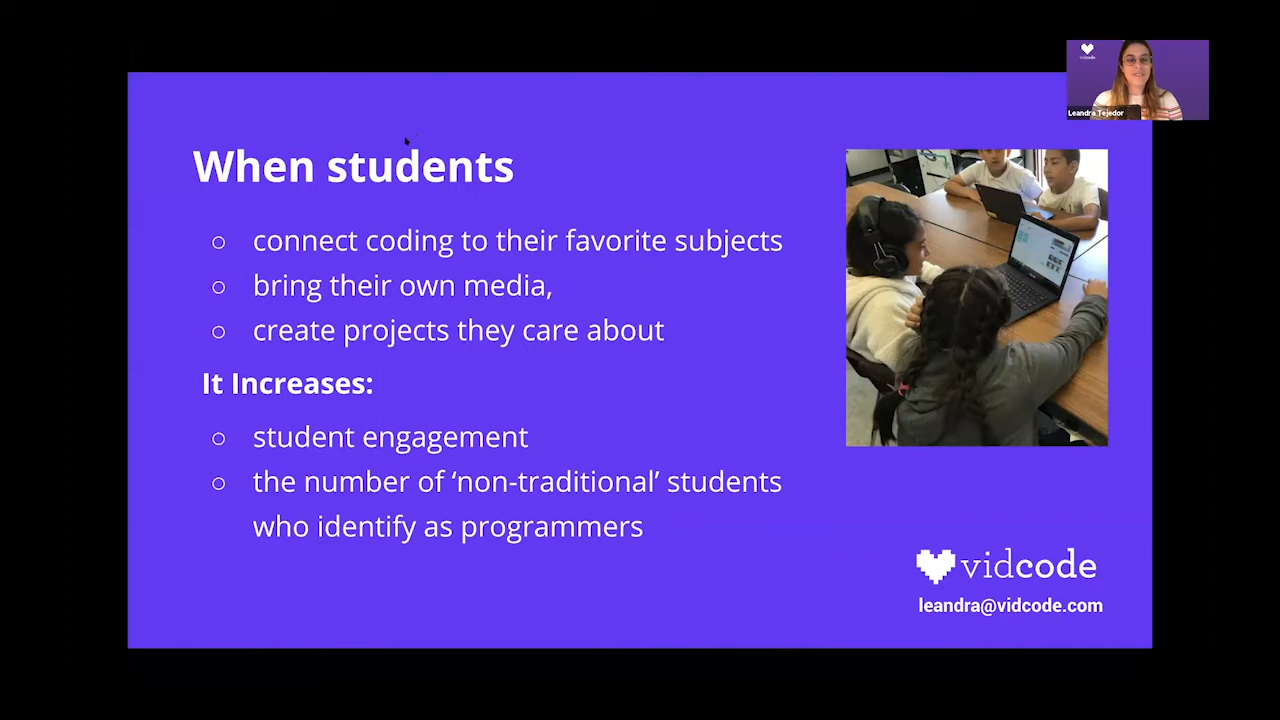 vidcode
Leandra Tejedor
When students
○ connect coding to their favorite subjects
○ bring their own media,
○ create projects they care about
It Increases:
○ student engagement
○ the number of ‘non-traditional’ students
who identify as programmers
vidcode
leandra@vidcode.com